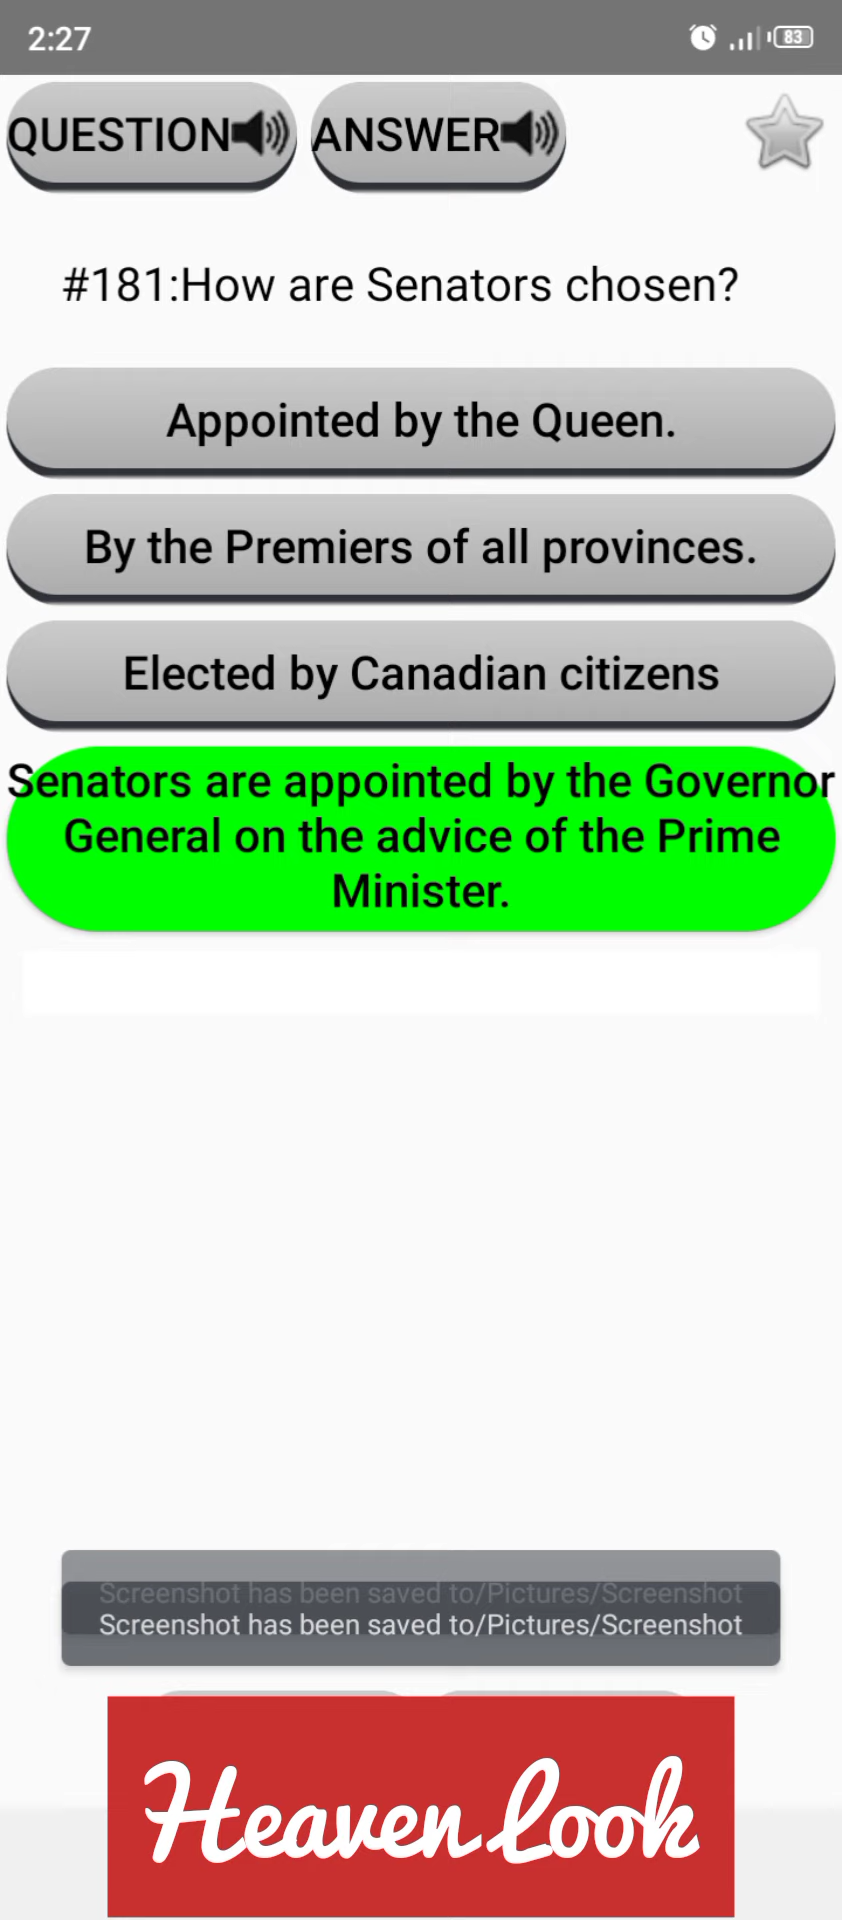 2:27
83
QUESTION ANSWER
#181:How are Senators chosen?
Appointed by the Queen.
By the Premiers of all provinces.
Elected by Canadian citizens
Senators are appointed by the Governor
General on the advice of the Prime
Minister.
Screenshot has been saved to/Pictures/Screenshot
Screenshot has been saved to/Pictures/Screenshot
Heaven Look